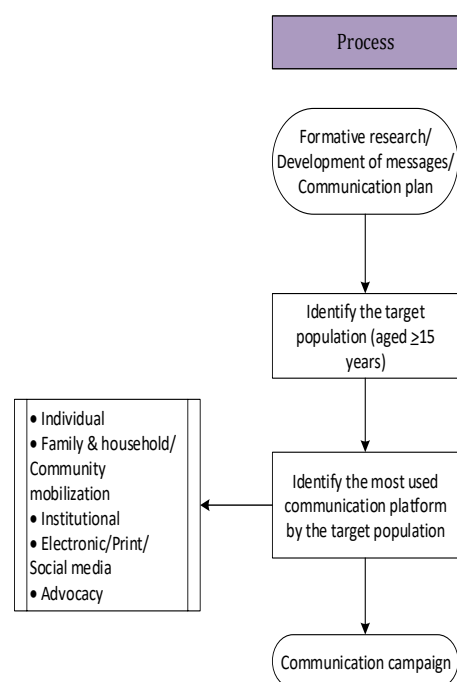 Process
Formative research/
Development of messages/
Communication plan
Identify the target
population (aged ≥15
years)
• Individual
• Family & household/
Community
mobilization
• Institutional
• Electronic/Print/
Social media
• Advocacy
Identify the most used
communication platform
by the target population
Communication campaign